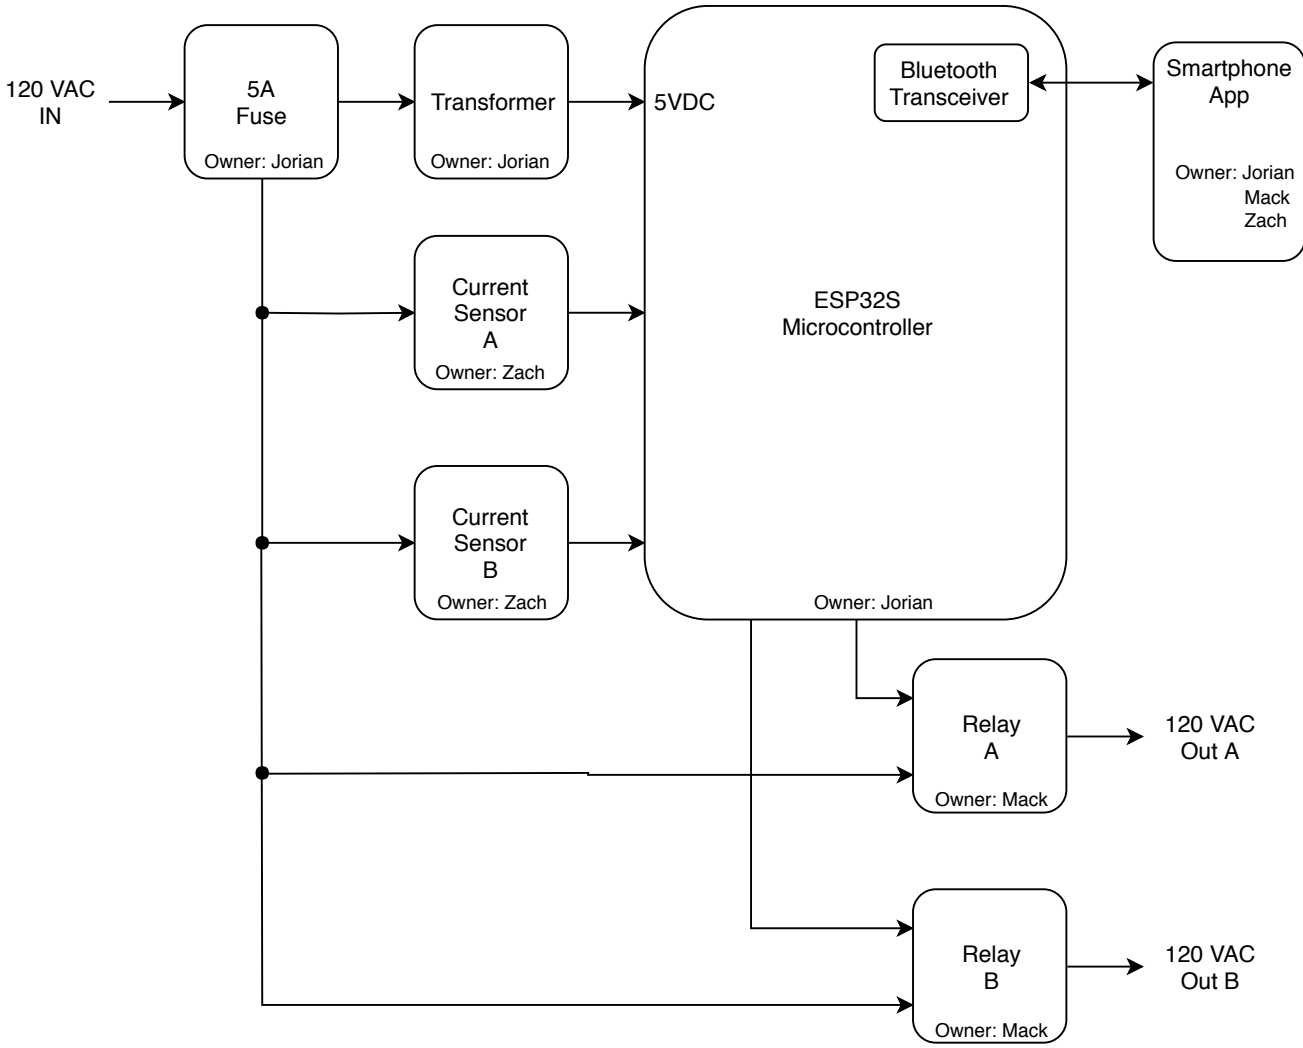 120 VAC
IN
5A
Fuse
Owner: Jorian
Transformer
Owner: Jorian
5VDC
Bluetooth
Transceiver
Smartphone
App
Owner: Jorian
Mack
Zach
Current
Sensor
A
Owner: Zach
ESP32S
Microcontroller
Current
Sensor
B
Owner: Zach
Owner: Jorian
Relay
A
Owner: Mack
120 VAC
Out A
Relay
B
Owner: Mack
120 VAC
Out B